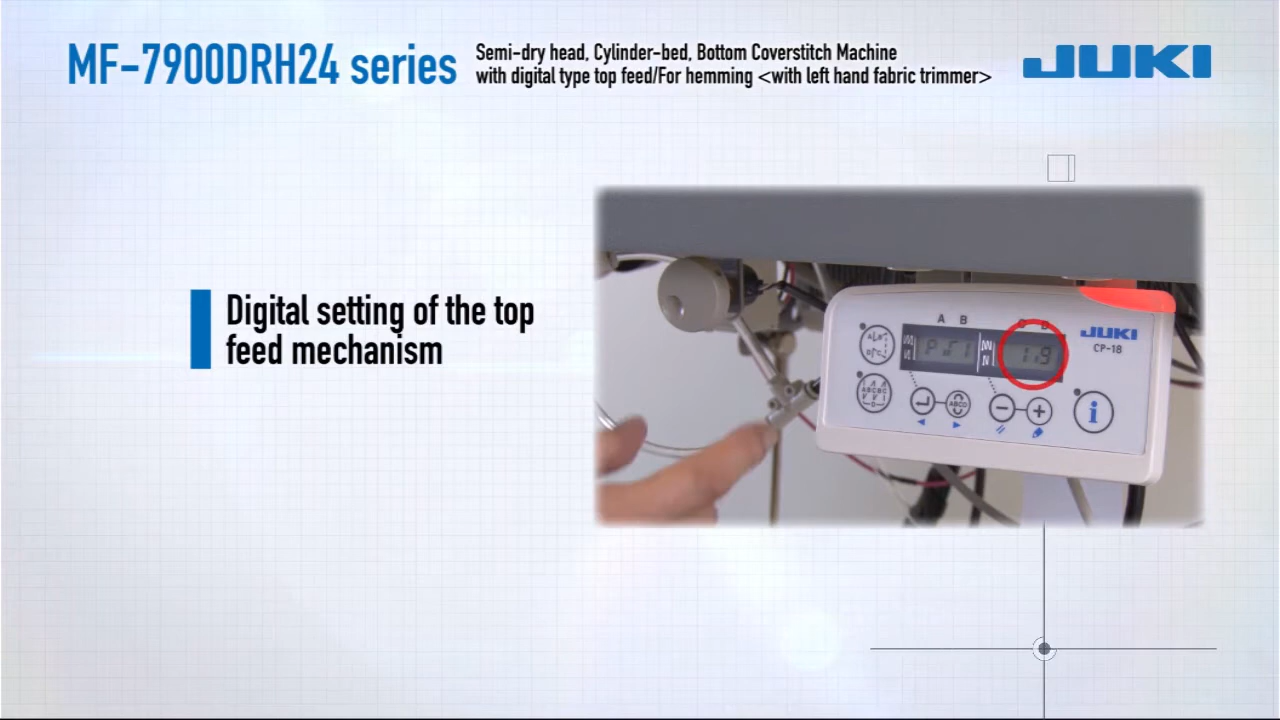 MF-7900DRH24 series
Semi-dry head, Cylinder-bed, Bottom Coverstitch Machine
with digital type top feed/For hemming <with left hand fabric trimmer>
JUKI
Digital setting of the top
feed mechanism
A B
JUKI
CP-18
1.9
ABCD
i